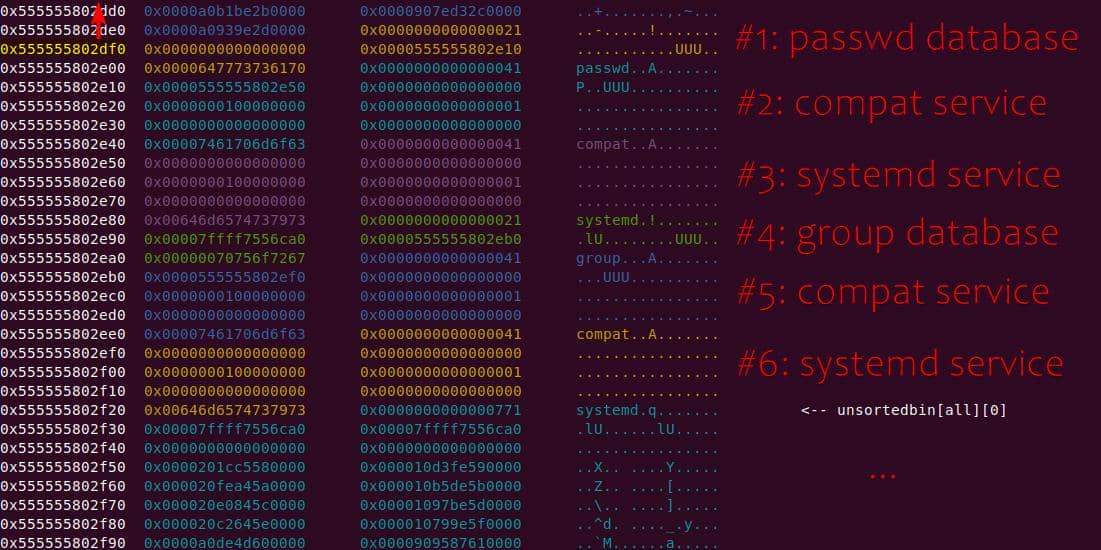 0x555555802dd0 0x0000a0b1be2b0000 0x0000907ed32c0000 ..+.......,.~...
0x555555802de0 0x0000a0939e2d0000 0x0000000000000021 ..-.....!.......
#1: passwd database
0x555555802df0 0x0000000000000000 0x0000555555802e10 ...........UUU..
0x555555802e00 0x0000647773736170 0x0000000000000041 passwd..A.......
0x555555802e10 0x0000555555802e50 0x0000000000000000 P..UUU..........
#2: compat service
0x555555802e20 0x0000000100000000 0x0000000000000001 ................
0x555555802e30 0x0000000000000000 0x0000000000000000 ................
0x555555802e40 0x00007461706d6f63 0x0000000000000041 compat..A.......
0x555555802e50 0x0000000000000000 0x0000000000000000 ................
0x555555802e60 0x0000000100000000 0x0000000000000001 ................
#3: systemd service
0x555555802e70 0x0000000000000000 0x0000000000000000 ................
0x555555802e80 0x00646d6574737973 0x0000000000000021 systemd.!.......
#4: group database
0x555555802e90 0x00007ffff7556ca0 0x0000555555802eb0 .lU........UUU..
0x555555802ea0 0x00000070756f7267 0x0000000000000041 group...A.......
0x555555802eb0 0x0000555555802ef0 0x0000000000000000 ...UUU..........
#5: compat service
0x555555802ec0 0x0000000100000000 0x0000000000000001 ................
0x555555802ed0 0x0000000000000000 0x0000000000000000 ................
0x555555802ee0 0x00007461706d6f63 0x0000000000000041 compat..A.......
0x555555802ef0 0x0000000000000000 0x0000000000000000 ................
#6: systemd service
0x555555802f00 0x0000000100000000 0x0000000000000001 ................
0x555555802f10 0x0000000000000000 0x0000000000000000 ................
0x555555802f20 0x00646d6574737973 0x0000000000000771 systemd.q....... <-- unsortedbin[all][0]
0x555555802f30 0x00007ffff7556ca0 0x00007ffff7556ca0 .lU......lU.....
0x555555802f40 0x0000000000000000 0x0000000000000000 ................
0x555555802f50 0x0000201cc5580000 0x000010d3fe590000 ..X.. ....Y.....
...
0x555555802f60 0x000020fea45a0000 0x000010b5de5b0000 ..Z.. ....[.....
0x555555802f70 0x000020e0845c0000 0x00001097be5d0000 ..\.. ....].....
0x555555802f80 0x000020c2645e0000 0x000010799e5f0000 ..^d. ...._.y...
0x555555802f90 0x0000a0de4d600000 0x0000909587610000 ..`M......a.....